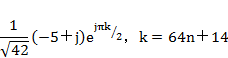 1/√42 (-5+j)e^{jπk/2}, k = 64n+14